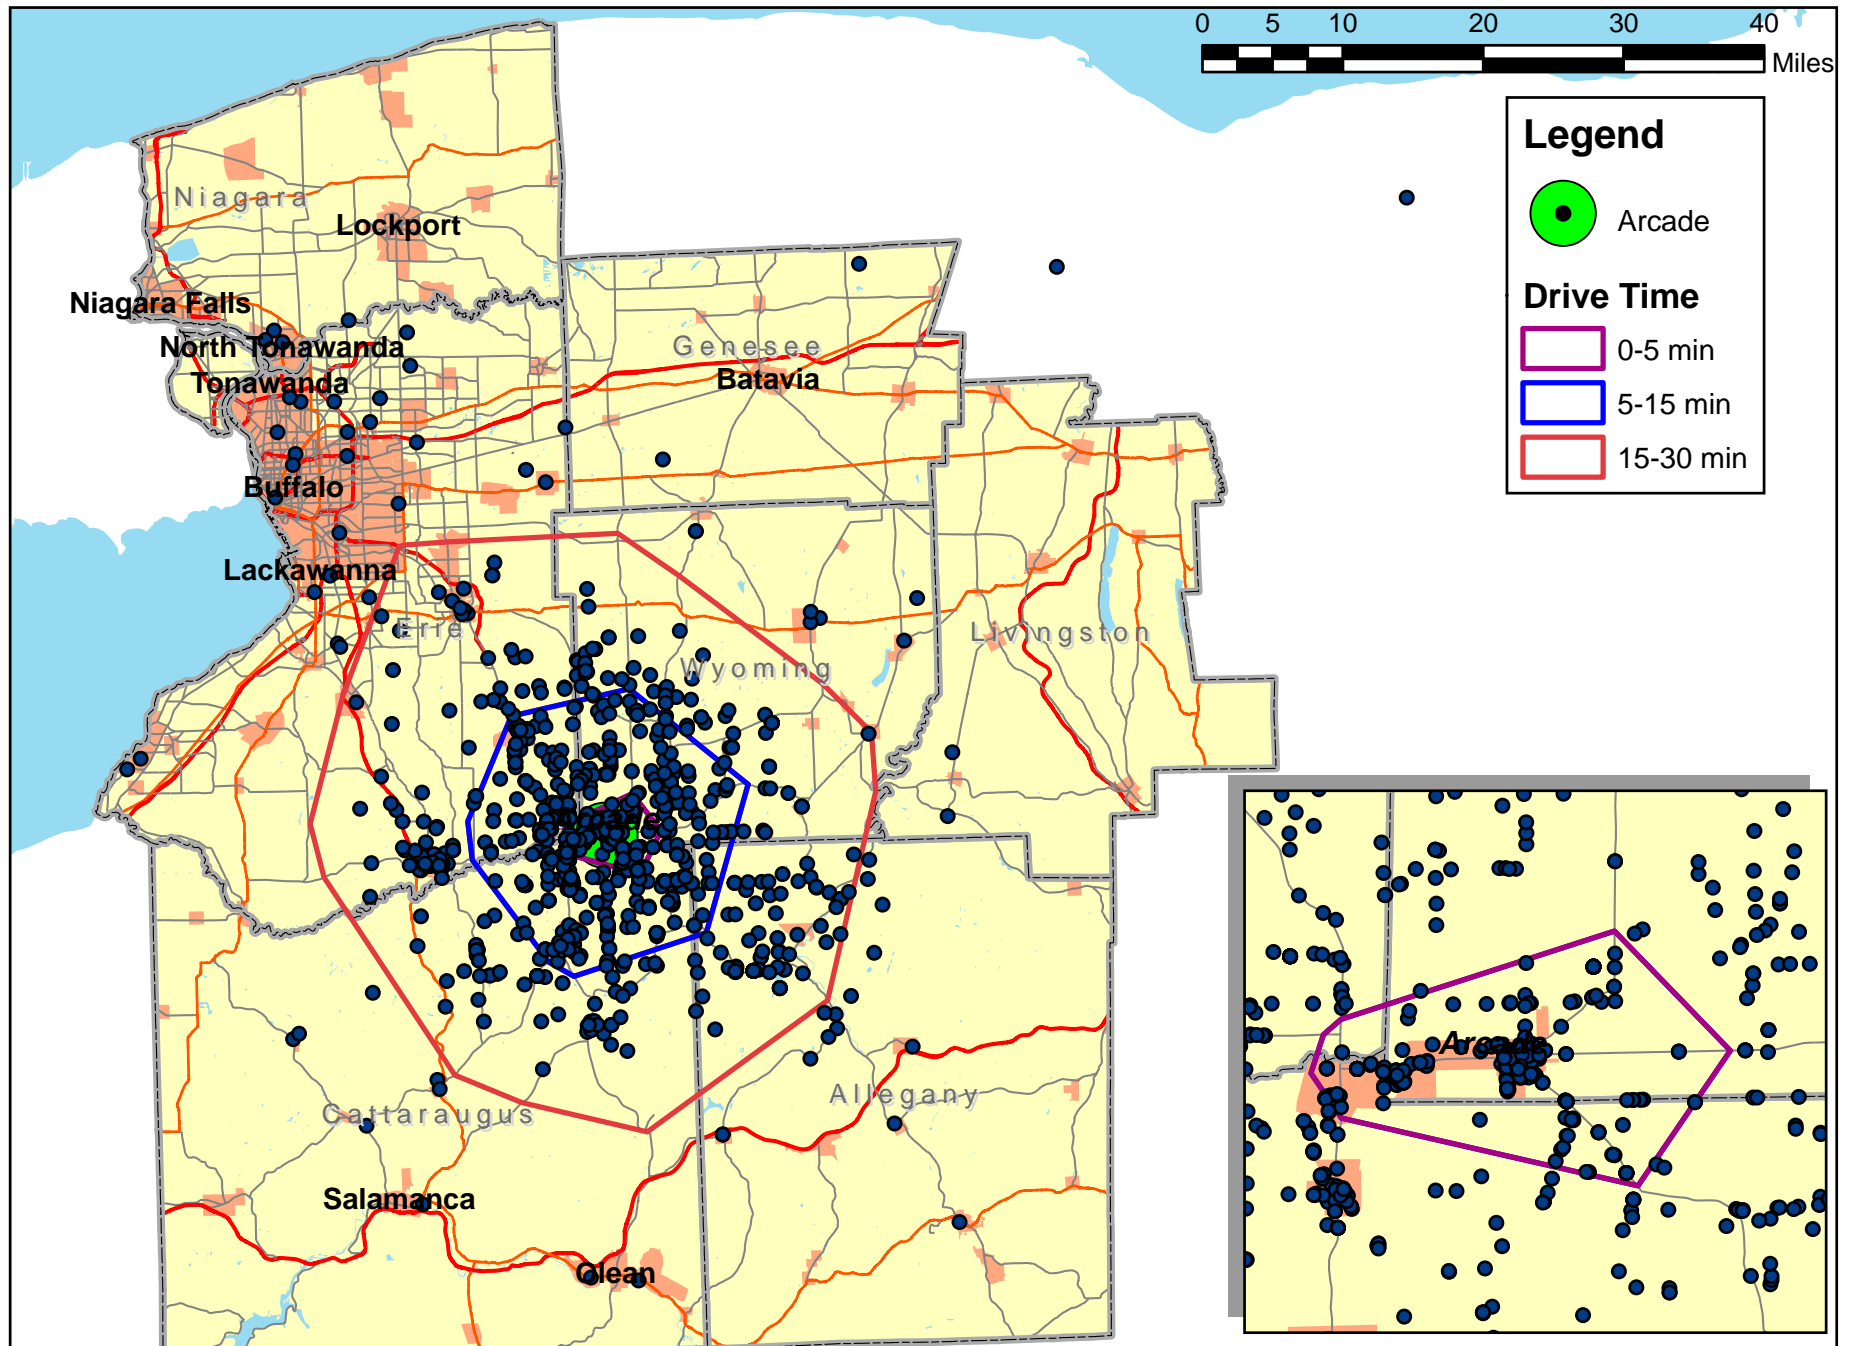 0 5 10 20 30 40
Miles
Legend
Arcade
Drive Time
0-5 min
5-15 min
15-30 min
Niagara
Lockport
Niagara Falls
North Tonawanda
Tonawanda
Genesee
Batavia
Buffalo
Lackawanna
Erie
Wyoming
Livingston
Arcade
Arcade
Allegany
Cattaraugus
Salamanca
Olean